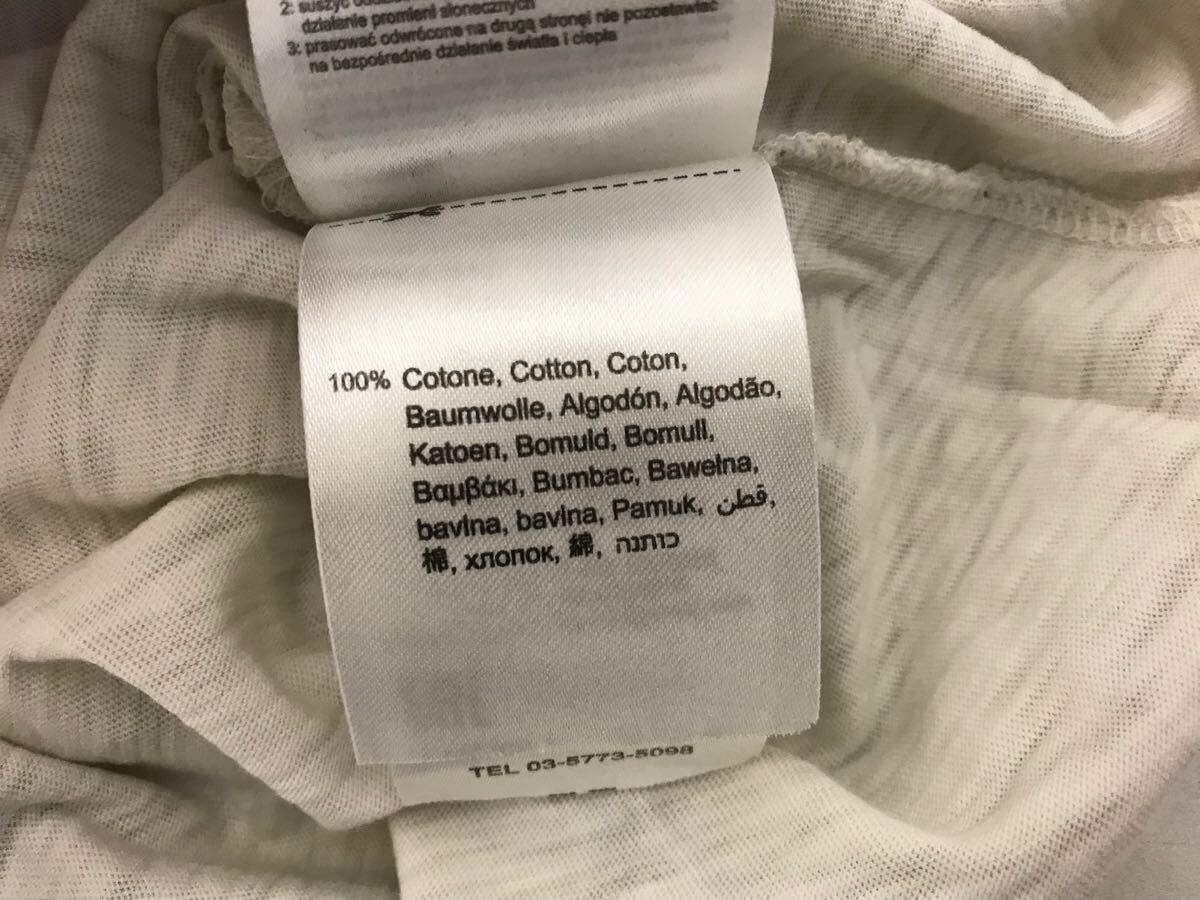 2: suszyć
działanie promieni słonecznych
3: prasować odwrócone na drugą stronęi nie pozostawiać
na bezpośrednie działanie światła i ciepła
100% Cotone, Cotton, Coton,
Baumwolle, Algodón, Algodão,
Katoen, Bomuld, Bomull,
Βαμβάκι, Bumbac, Bawełna,
bavlna, bavlna, Pamuk, قطن,
棉, хлопок, 綿, כותנה
TEL 03-5773-5098